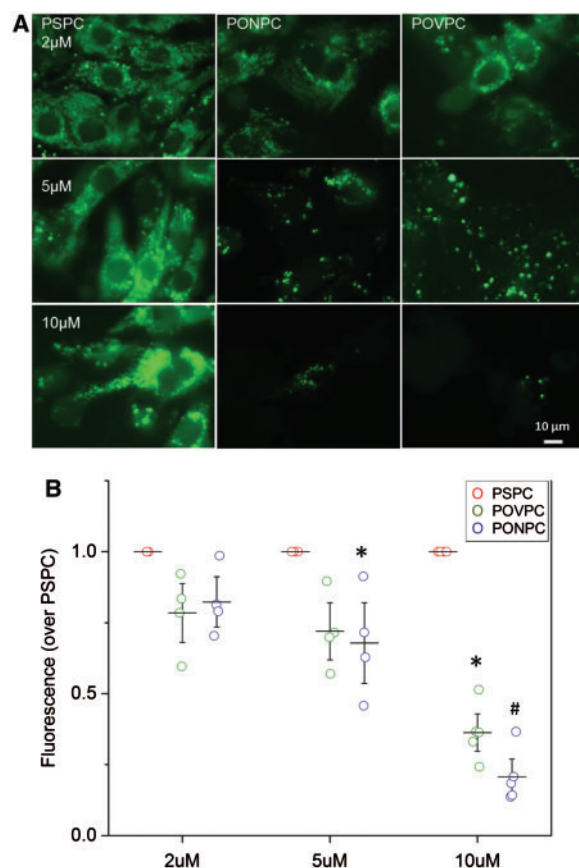 A
PSPC PONPC POVPC
2µM
5µM
10µM
10 µm
B
PSPC
POVPC
PONPC
Fluorescence (over PSPC)
1.0
0.5
0.0
*
*
#
2uM 5uM 10uM